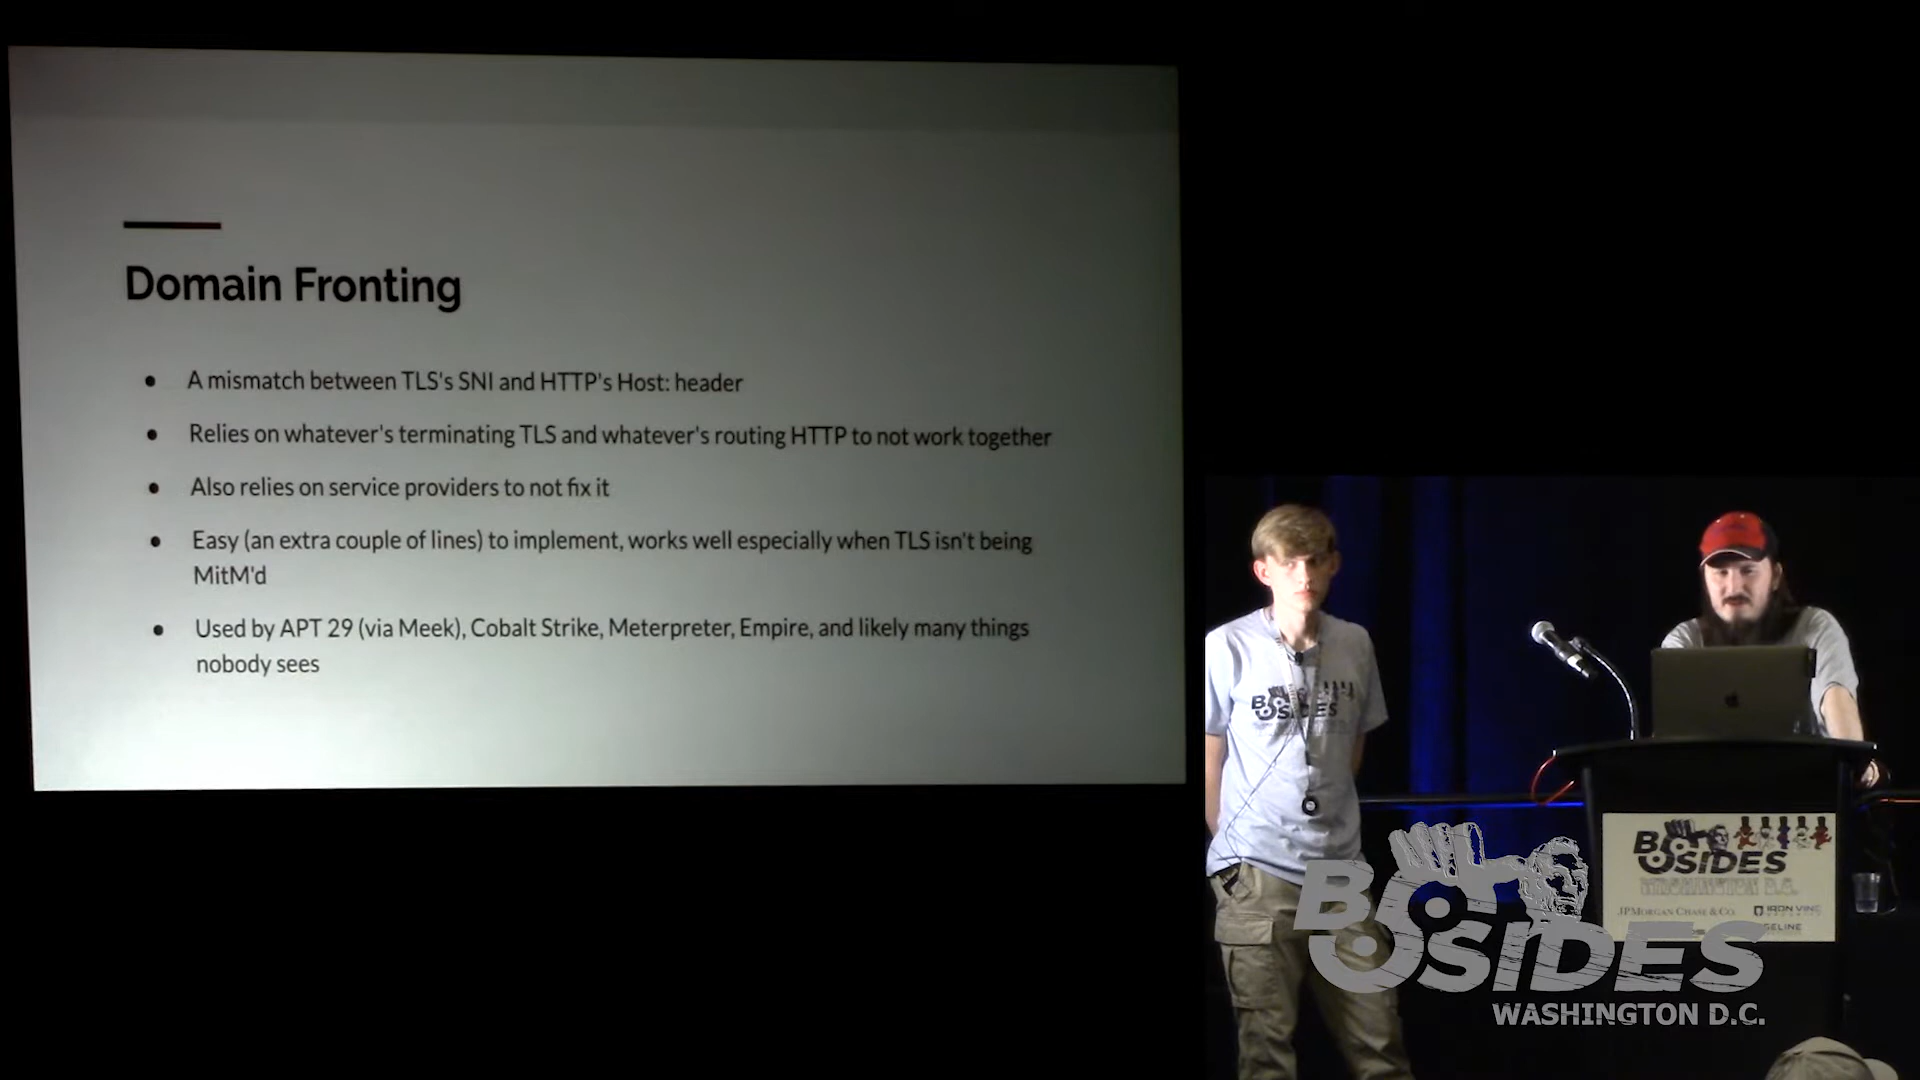 Domain Fronting
● A mismatch between TLS's SNI and HTTP's Host: header
● Relies on whatever's terminating TLS and whatever's routing HTTP to not work together
● Also relies on service providers to not fix it
● Easy (an extra couple of lines) to implement, works well especially when TLS isn't being
MitM'd
● Used by APT 29 (via Meek), Cobalt Strike, Meterpreter, Empire, and likely many things
nobody sees
BSIDES
BSIDES
WASHINGTON D.C.
JPMORGAN CHASE & CO.
IRON VINE
BSIDES
WASHINGTON D.C.